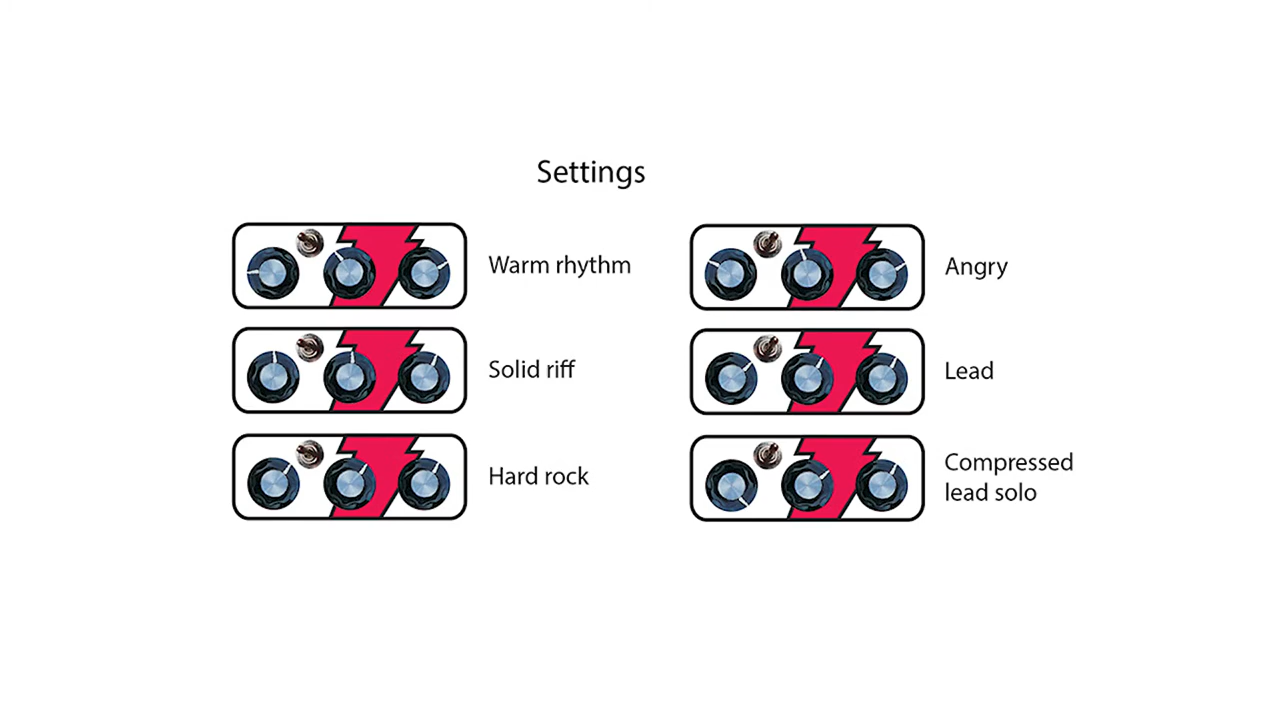 Settings
Warm rhythm
Angry
Solid riff
Lead
Hard rock
Compressed
lead solo